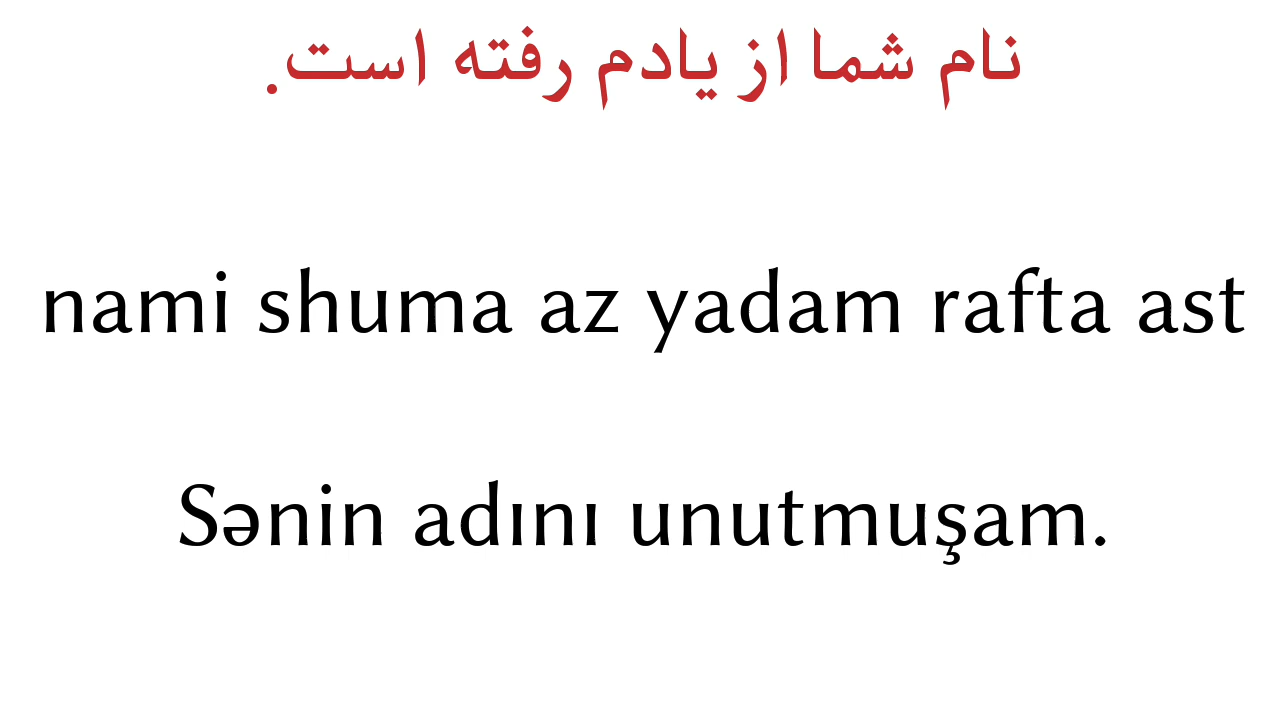 نام شما از یادم رفته است.
nami shuma az yadam rafta ast
Sənin adını unutmuşam.